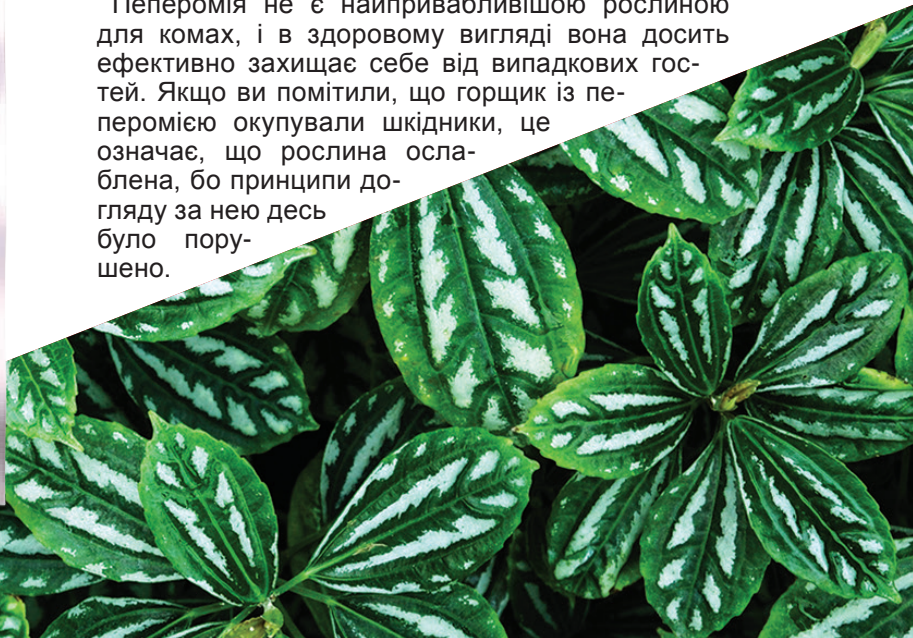 Пеперомія не є найпривабливішою рослиною
для комах, і в здоровому вигляді вона досить
ефективно захищає себе від випадкових гос-
тей. Якщо ви помітили, що горщик із пе-
перомією окупували шкідники, це
означає, що рослина осла-
блена, бо принципи до-
гляду за нею десь
було пору-
шено.